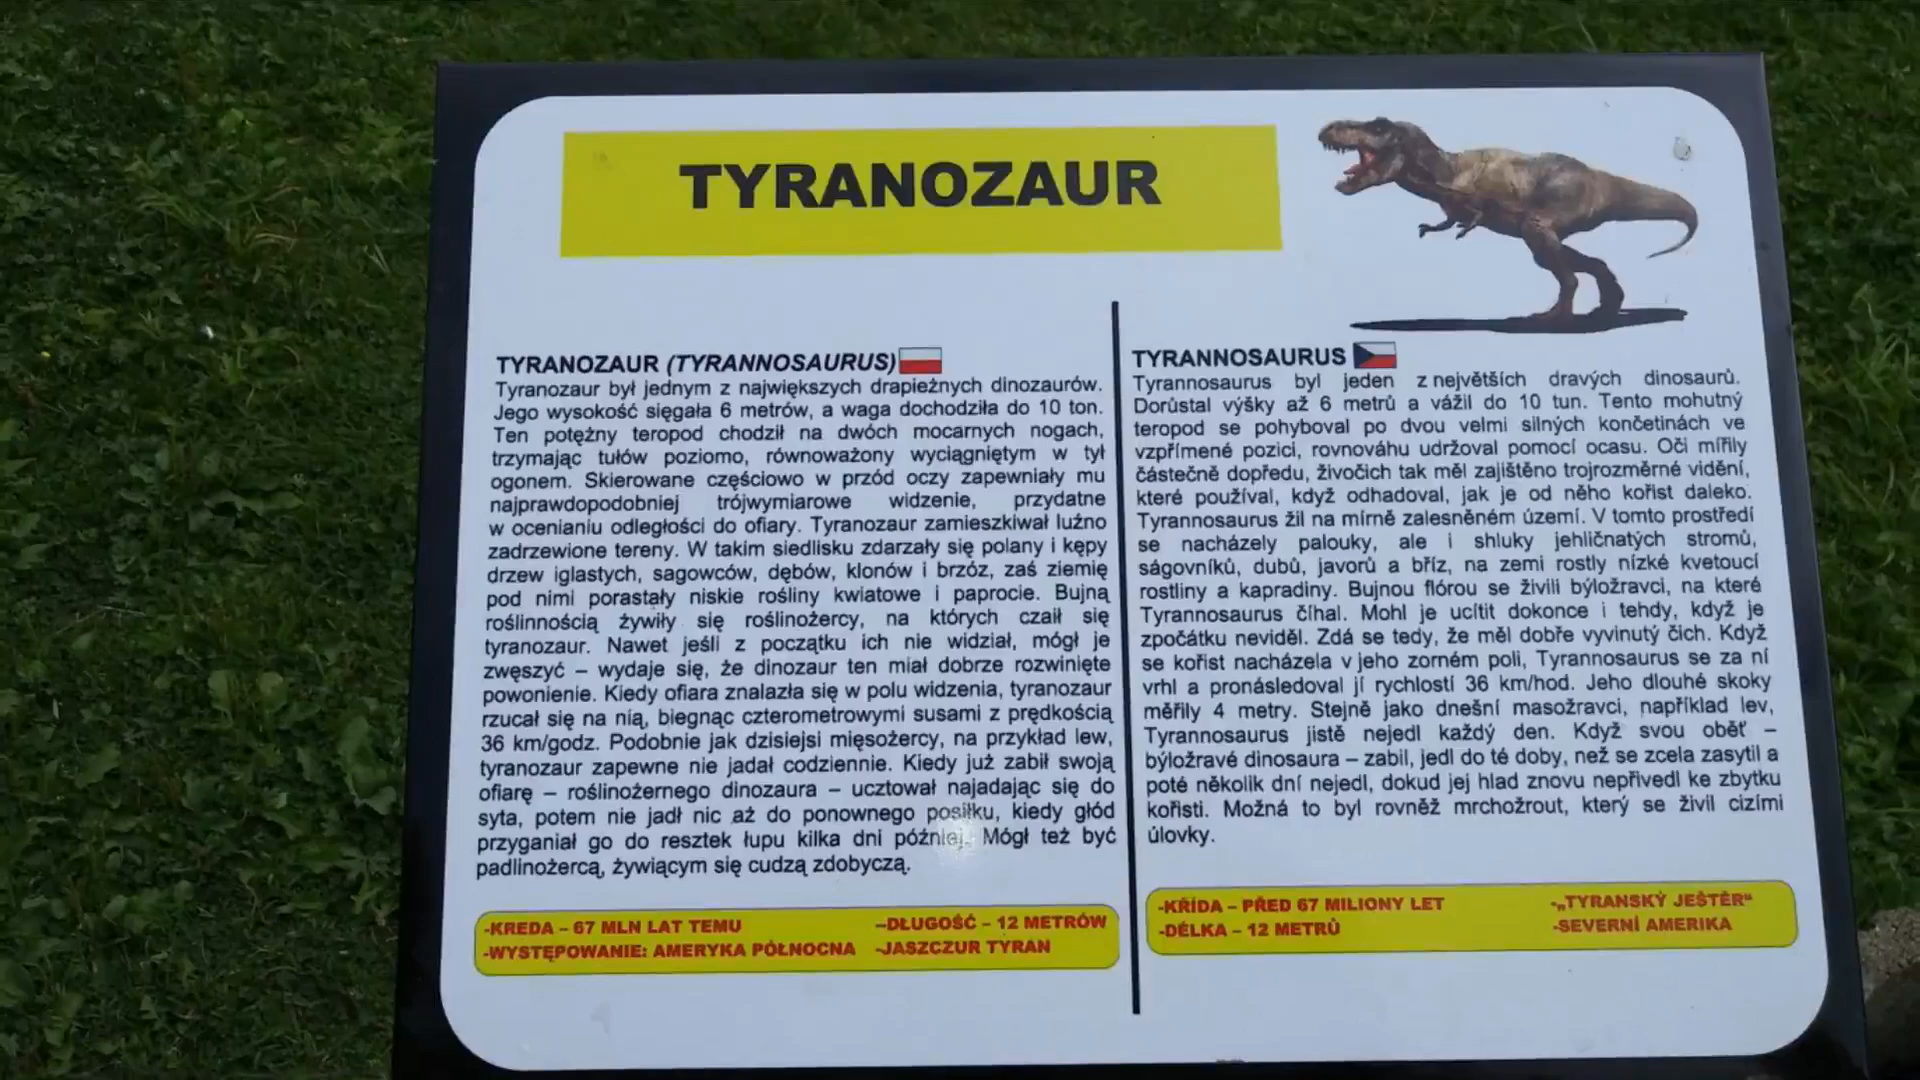 TYRANOZAUR
TYRANOZAUR (TYRANNOSAURUS)
Tyranozaur był jednym z największych drapieżnych dinozaurów.
Jego wysokość sięgała 6 metrów, a waga dochodziła do 10 ton.
Ten potężny teropod chodził na dwóch mocarnych nogach,
trzymając tułów poziomo, równoważony wyciągniętym w tył
ogonem. Skierowane częściowo w przód oczy zapewniały mu
najprawdopodobniej trójwymiarowe widzenie, przydatne
w ocenianiu odległości do ofiary. Tyranozaur zamieszkiwał luźno
zadrzewione tereny. W takim siedlisku zdarzały się polany i kępy
drzew iglastych, sagowców, dębów, klonów i brzóz, zaś ziemię
pod nimi porastały niskie rośliny kwiatowe i paprocie. Bujną
roślinnością żywiły się roślinożercy, na których czaił się
tyranozaur. Nawet jeśli z początku ich nie widział, mógł je
zwęszyć – wydaje się, że dinozaur ten miał dobrze rozwinięte
powonienie. Kiedy ofiara znalazła się w polu widzenia, tyranozaur
rzucał się na nią, biegnąc czterometrowymi susami z prędkością
36 km/godz. Podobnie jak dzisiejsi mięsożercy, na przykład lew,
tyranozaur zapewne nie jadał codziennie. Kiedy już zabił swoją
ofiarę – roślinożernego dinozaura – ucztował najadając się do
syta, potem nie jadł nic aż do ponownego posiłku, kiedy głód
przyganiał go do resztek łupu kilka dni później. Mógł też być
padlinożercą, żywiącym się cudzą zdobyczą.
-KREDA – 67 MLN LAT TEMU –DŁUGOŚĆ – 12 METRÓW
-WYSTĘPOWANIE: AMERYKA PÓŁNOCNA -JASZCZUR TYRAN
TYRANNOSAURUS
Tyrannosaurus byl jeden z největších dravých dinosaurů.
Dorůstal výšky až 6 metrů a vážil do 10 tun. Tento mohutný
teropod se pohyboval po dvou velmi silných končetinách ve
vzpřímené pozici, rovnováhu udržoval pomocí ocasu. Oči mířily
částečně dopředu, živočich tak měl zajištěno trojrozměrné vidění,
které používal, když odhadoval, jak je od něho kořist daleko.
Tyrannosaurus žil na mírně zalesněném území. V tomto prostředí
se nacházely palouky, ale i shluky jehličnatých stromů,
ságovníků, dubů, javorů a bříz, na zemi rostly nízké kvetoucí
rostliny a kapradiny. Bujnou flórou se živili býložravci, na které
Tyrannosaurus číhal. Mohl je ucítit dokonce i tehdy, když je
zpočátku neviděl. Zdá se tedy, že měl dobře vyvinutý čich. Když
se kořist nacházela v jeho zorném poli, Tyrannosaurus se za ní
vrhl a pronásledoval jí rychlostí 36 km/hod. Jeho dlouhé skoky
měřily 4 metry. Stejně jako dnešní masožravci, například lev,
Tyrannosaurus jistě nejedl každý den. Když svou oběť –
býložravé dinosaura – zabil, jedl do té doby, než se zcela zasytil a
poté několik dní nejedl, dokud jej hlad znovu nepřivedl ke zbytku
kořisti. Možná to byl rovněž mrchožrout, který se živil cizími
úlovky.
-KŘÍDA – PŘED 67 MILIONY LET -„TYRANSKÝ JEŠTĚR“
-DÉLKA – 12 METRŮ -SEVERNÍ AMERIKA